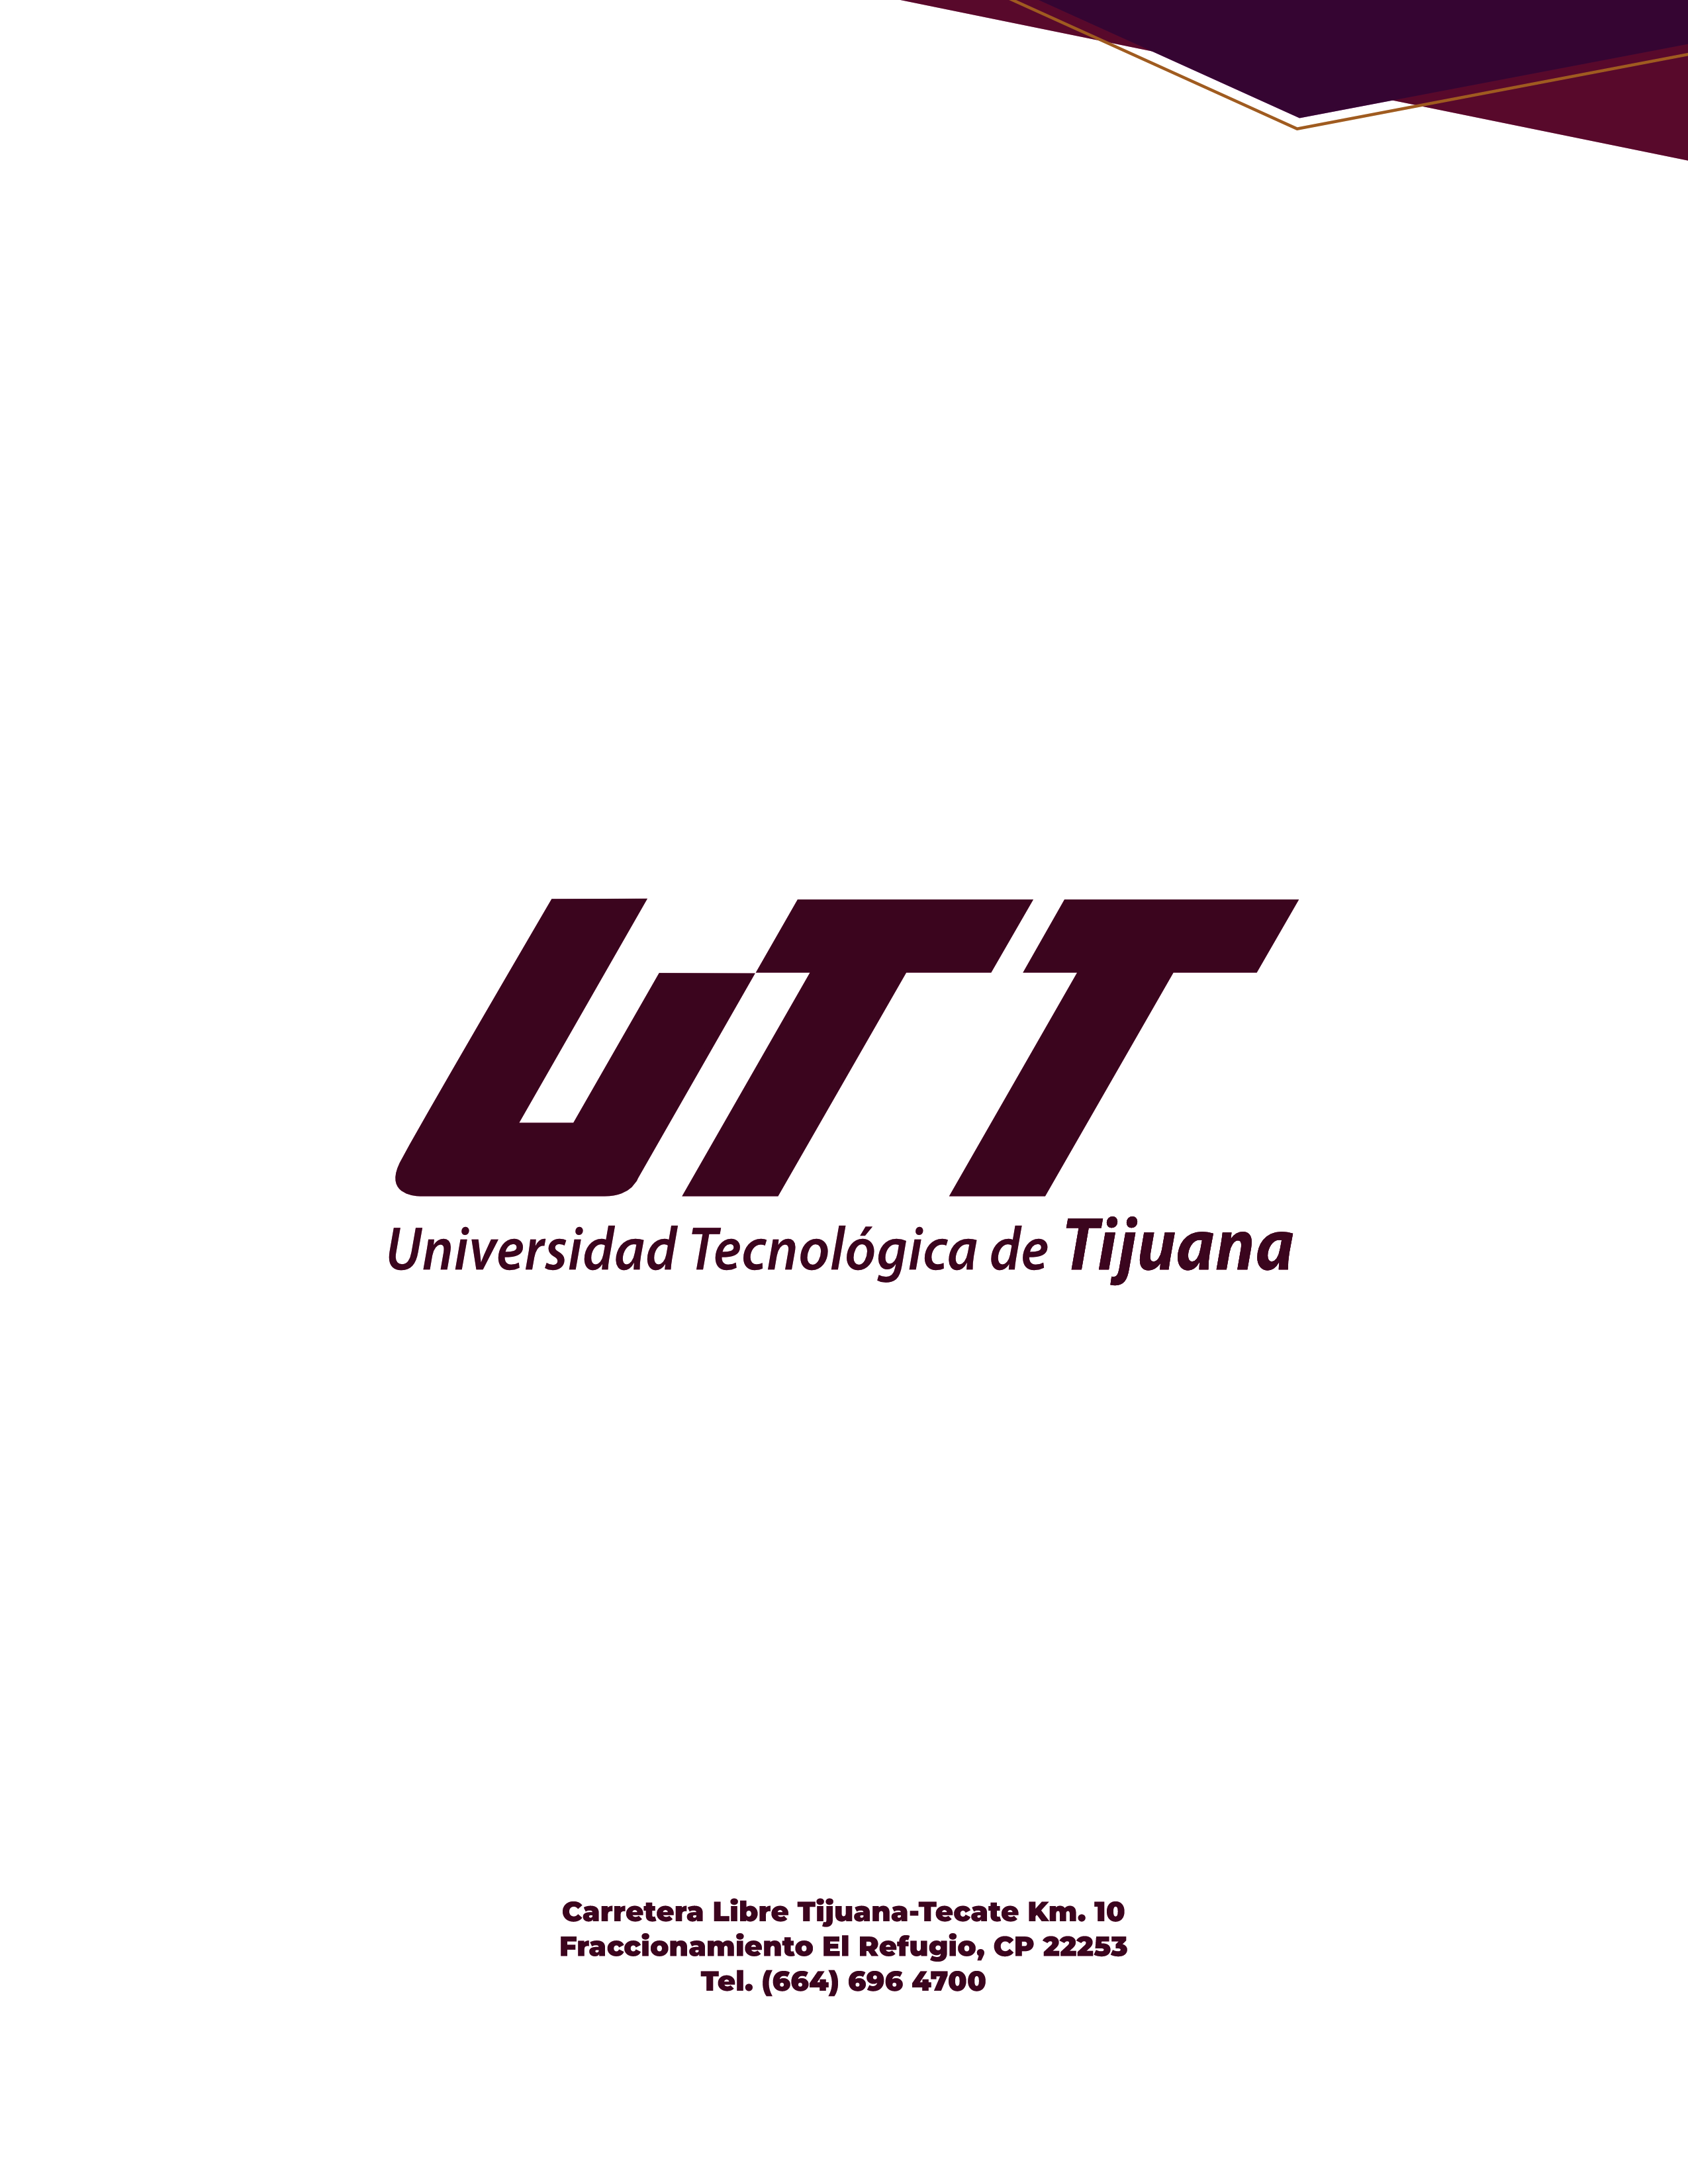 UTT
Universidad Tecnológica de Tijuana
Carretera Libre Tijuana-Tecate Km. 10
Fraccionamiento El Refugio, CP 22253
Tel. (664) 696 4700